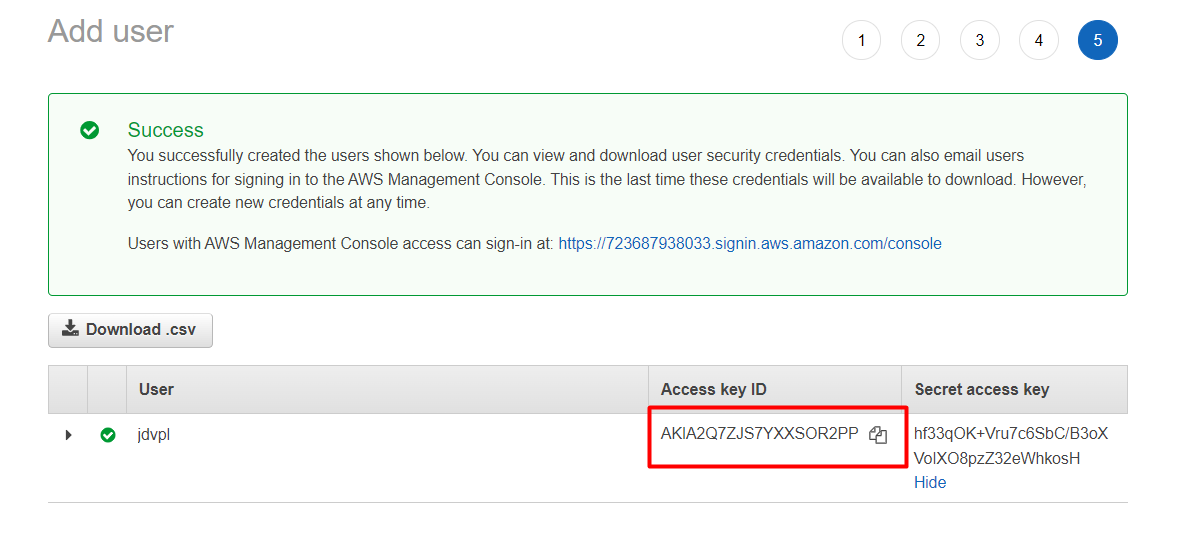 Add user
1 2 3 4 5
Success
You successfully created the users shown below. You can view and download user security credentials. You can also email users
instructions for signing in to the AWS Management Console. This is the last time these credentials will be available to download. However,
you can create new credentials at any time.
Users with AWS Management Console access can sign-in at: https://723687938033.signin.aws.amazon.com/console
Download .csv
User Access key ID Secret access key
jdvpl AKIA2Q7ZJS7YXXSOR2PP hf33qOK+Vru7c6SbC/B3oX
Hide